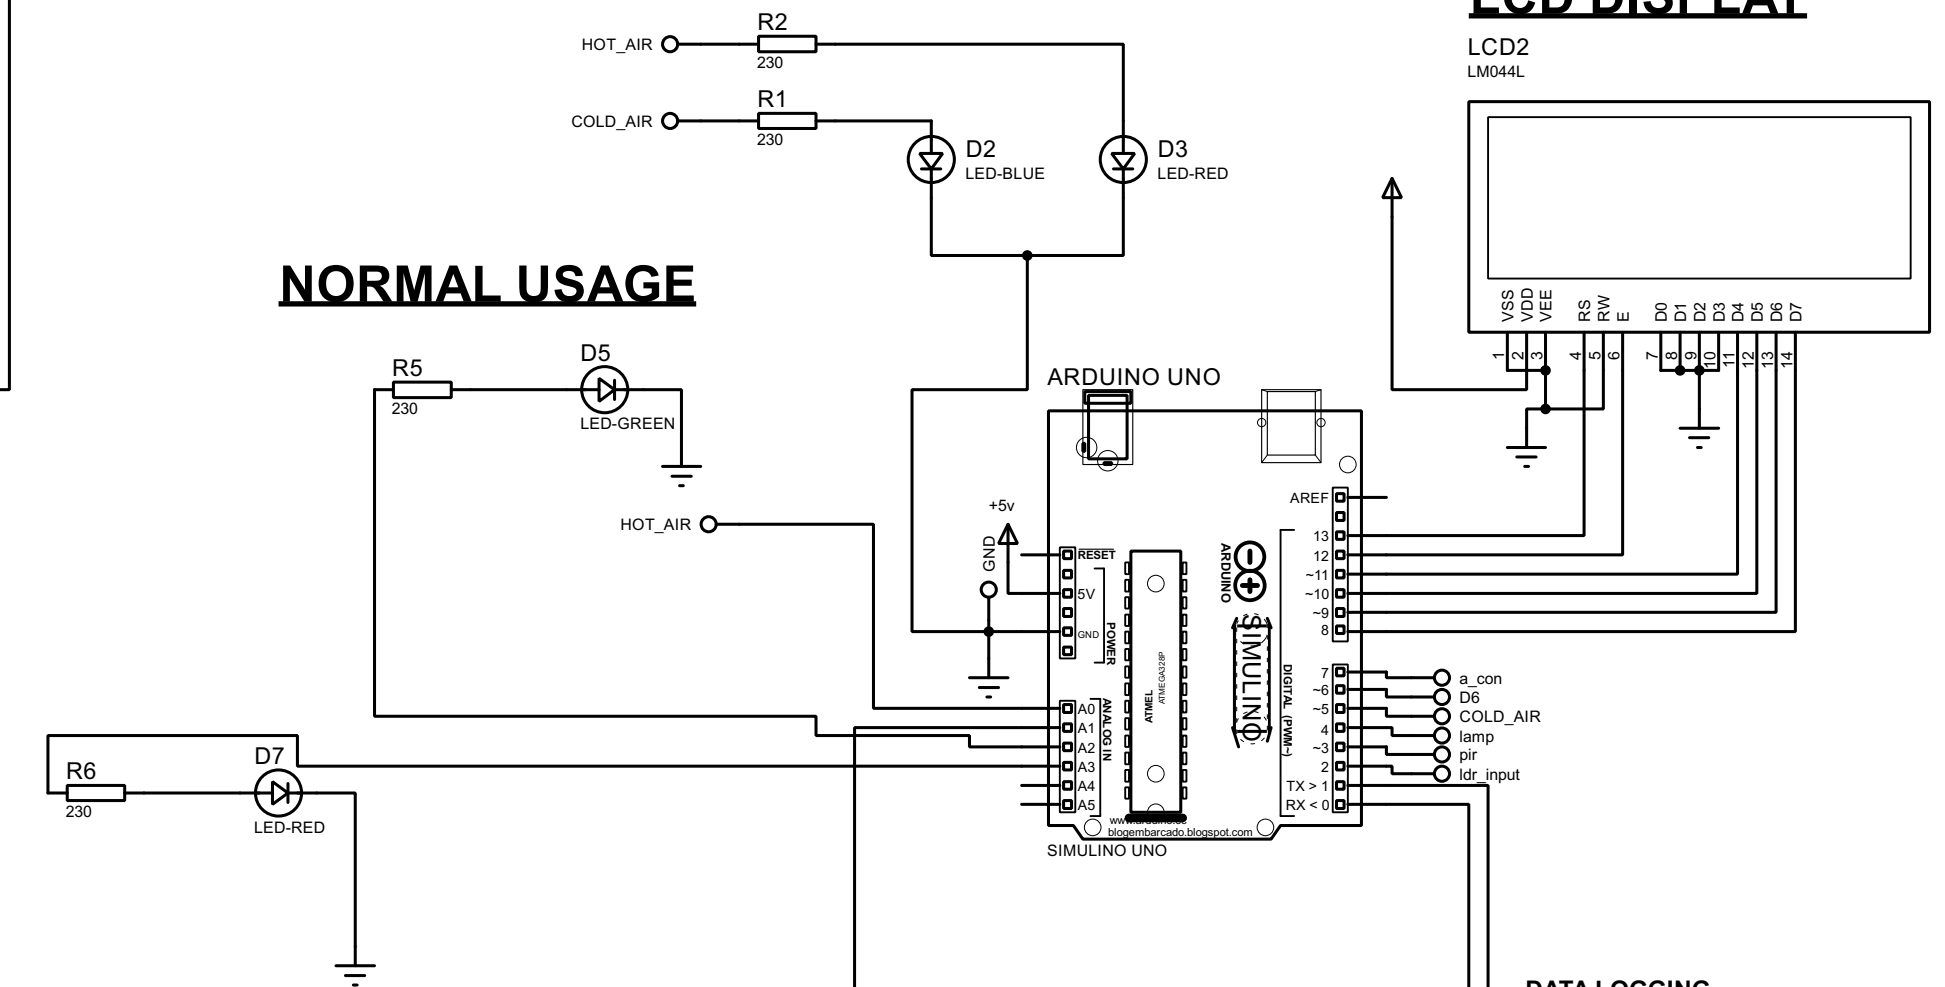 LCD DISPLAY
LCD2
LM044L
R2
HOT_AIR
230
R1
COLD_AIR
230
D2
LED-BLUE
D3
LED-RED
VSS
VDD
VEE
RS
RW
E
D0
D1
D2
D3
D4
D5
D6
D7
1
2
3
4
5
6
7
8
9
10
11
12
13
14
NORMAL USAGE
R5
230
D5
LED-GREEN
HOT_AIR
R6
230
D7
LED-RED
ARDUINO UNO
+5v
GND
RESET
5V
GND
POWER
A0
A1
A2
A3
A4
A5
ANALOG IN
ATMEL
ATMEGA328P
ARDUINO
SIMULINO
DIGITAL (PWM~)
AREF
13
12
~11
~10
~9
8
7
~6
~5
4
~3
2
TX > 1
RX < 0
a_con
D6
COLD_AIR
lamp
pir
ldr_input
blogembarcado.blogspot.com
SIMULINO UNO
DATA LOGGING